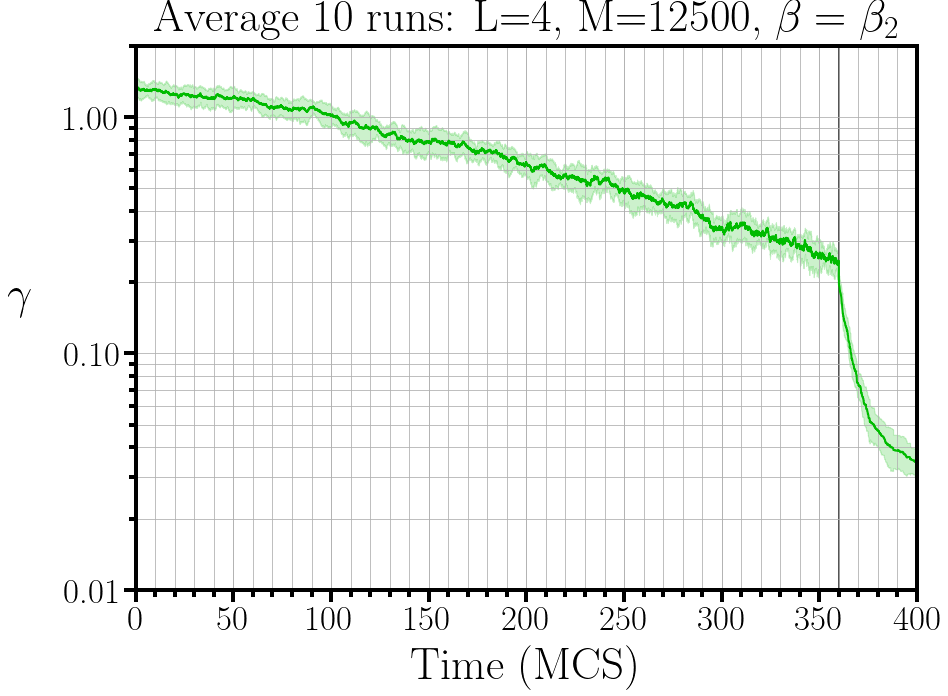 Average 10 runs: L=4, M=12500, β = β₂
1.00
0.10
0.01
γ
0 50 100 150 200 250 300 350 400
Time (MCS)